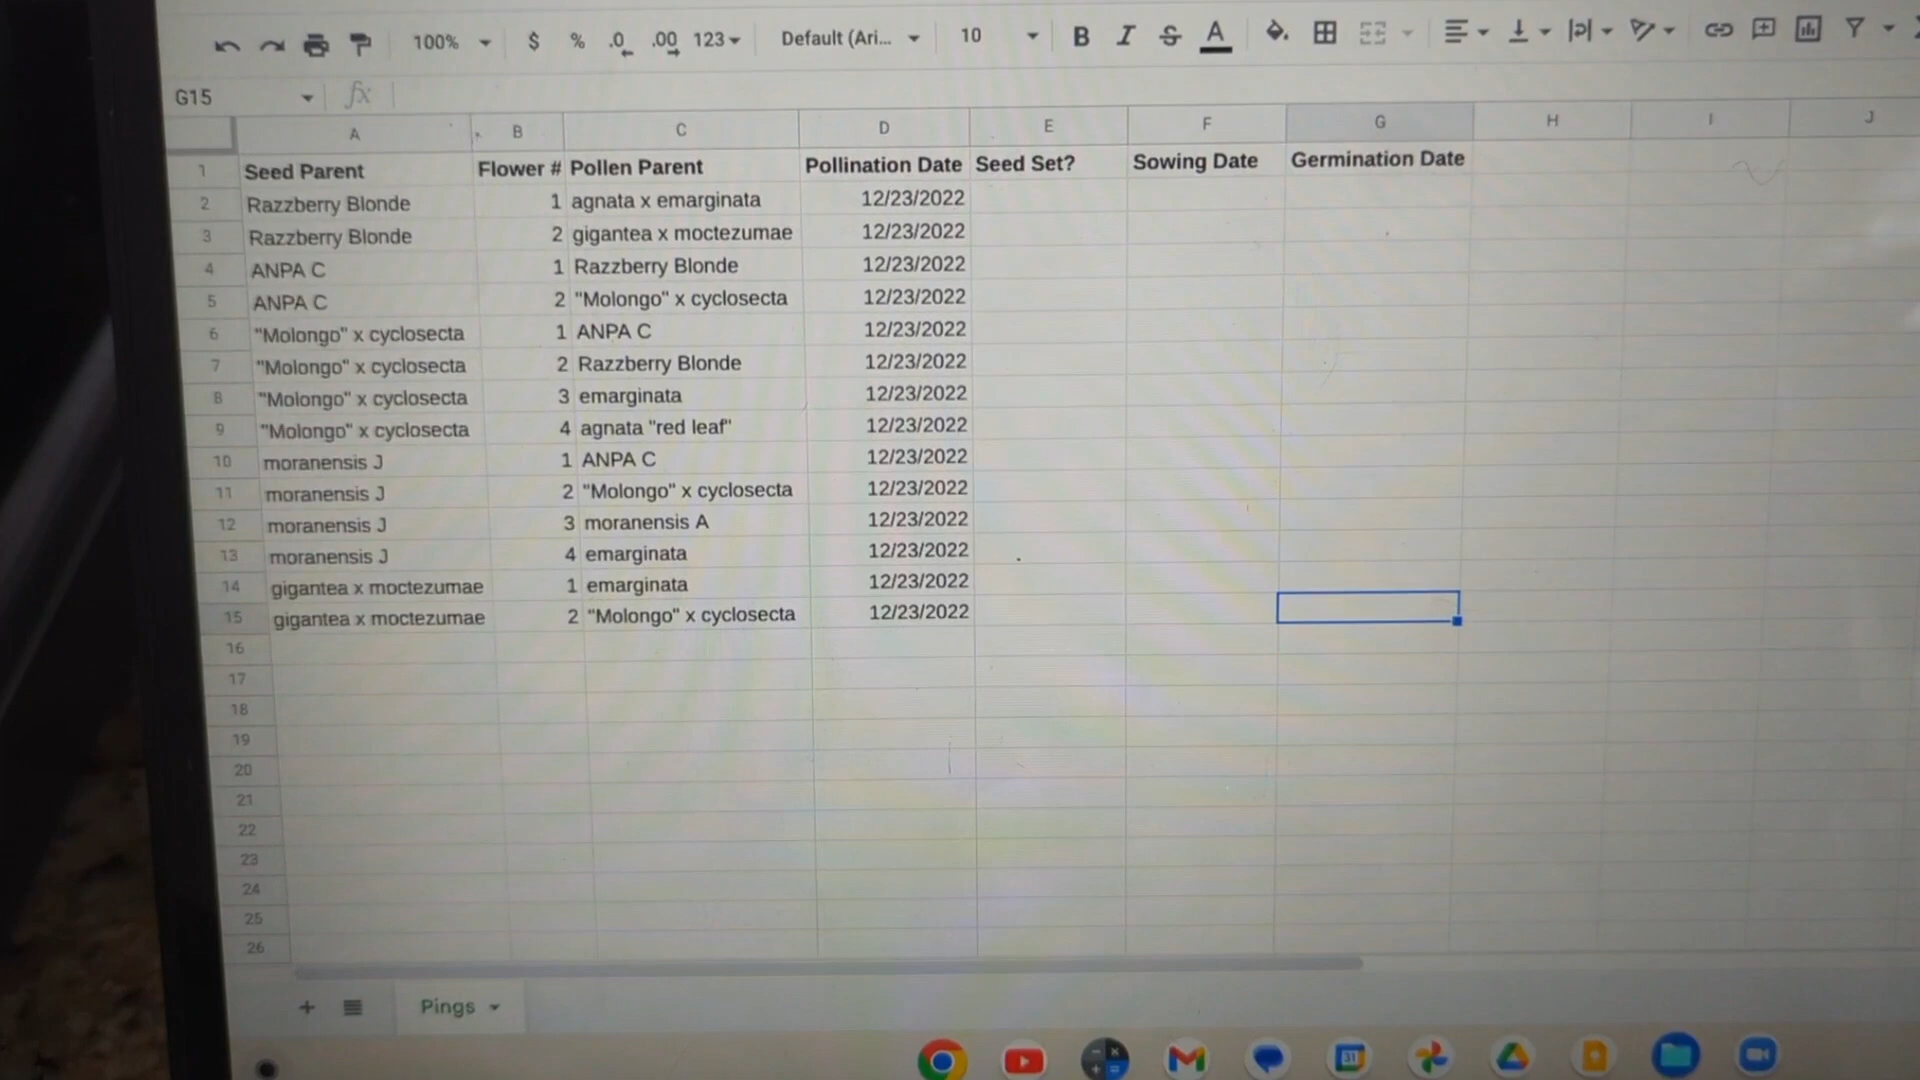 100% $ % .0 .00 123 Default (Ari... 10 B I S A
G15 fx
A B C D E F G H I J
1 Seed Parent Flower # Pollen Parent Pollination Date Seed Set? Sowing Date Germination Date
2 Razzberry Blonde 1 agnata x emarginata 12/23/2022
3 Razzberry Blonde 2 gigantea x moctezumae 12/23/2022
4 ANPA C 1 Razzberry Blonde 12/23/2022
5 ANPA C 2 "Molongo" x cyclosecta 12/23/2022
6 "Molongo" x cyclosecta 1 ANPA C 12/23/2022
7 "Molongo" x cyclosecta 2 Razzberry Blonde 12/23/2022
8 "Molongo" x cyclosecta 3 emarginata 12/23/2022
9 "Molongo" x cyclosecta 4 agnata "red leaf" 12/23/2022
10 moranensis J 1 ANPA C 12/23/2022
11 moranensis J 2 "Molongo" x cyclosecta 12/23/2022
12 moranensis J 3 moranensis A 12/23/2022
13 moranensis J 4 emarginata 12/23/2022
14 gigantea x moctezumae 1 emarginata 12/23/2022
15 gigantea x moctezumae 2 "Molongo" x cyclosecta 12/23/2022
16
17
18
19
20
21
22
23
24
25
26
+ Pings
31